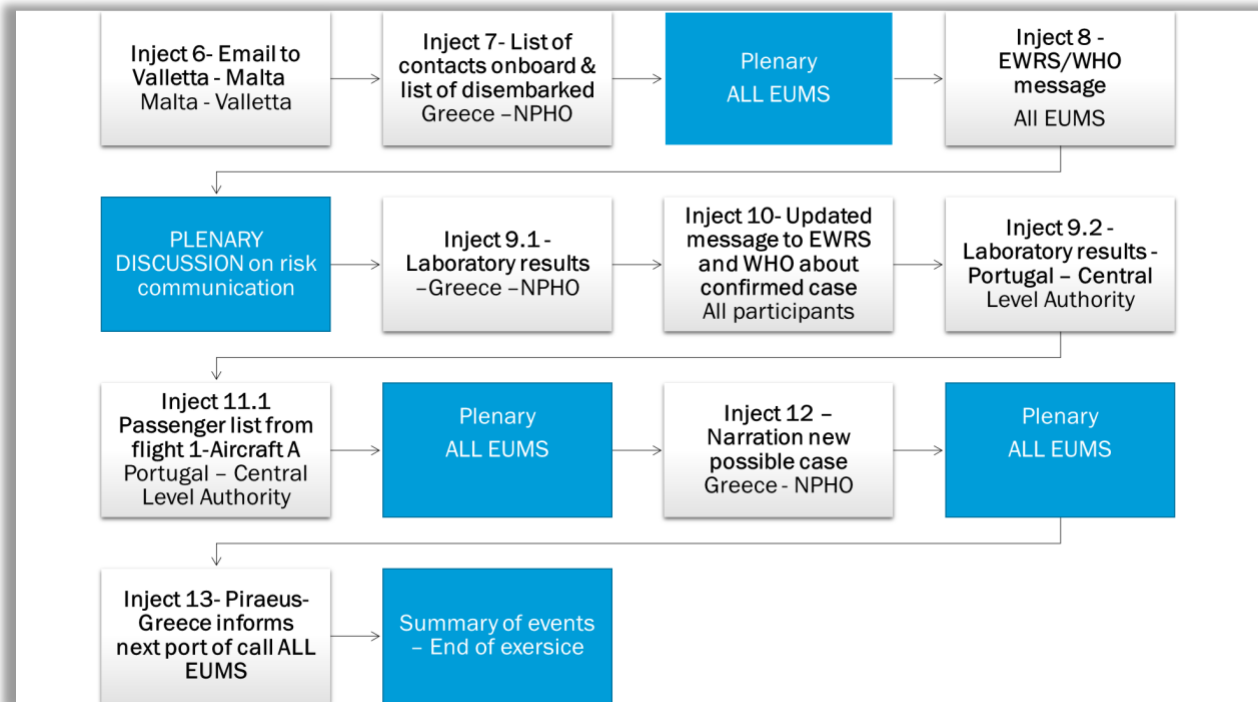 Inject 6- Email to
Valletta - Malta
Malta - Valletta
Inject 7- List of
contacts onboard &
list of disembarked
Greece –NPHO
Plenary
ALL EUMS
Inject 8 -
EWRS/WHO
message
All EUMS
PLENARY
DISCUSSION on risk
communication
Inject 9.1 -
Laboratory results
–Greece –NPHO
Inject 10- Updated
message to EWRS
and WHO about
confirmed case
All participants
Inject 9.2 -
Laboratory results -
Portugal – Central
Level Authority
Inject 11.1
Passenger list from
flight 1-Aircraft A
Portugal – Central
Level Authority
Plenary
ALL EUMS
Inject 12 –
Narration new
possible case
Greece - NPHO
Plenary
ALL EUMS
Inject 13- Piraeus-
Greece informs
next port of call ALL
EUMS
Summary of events
– End of exersice